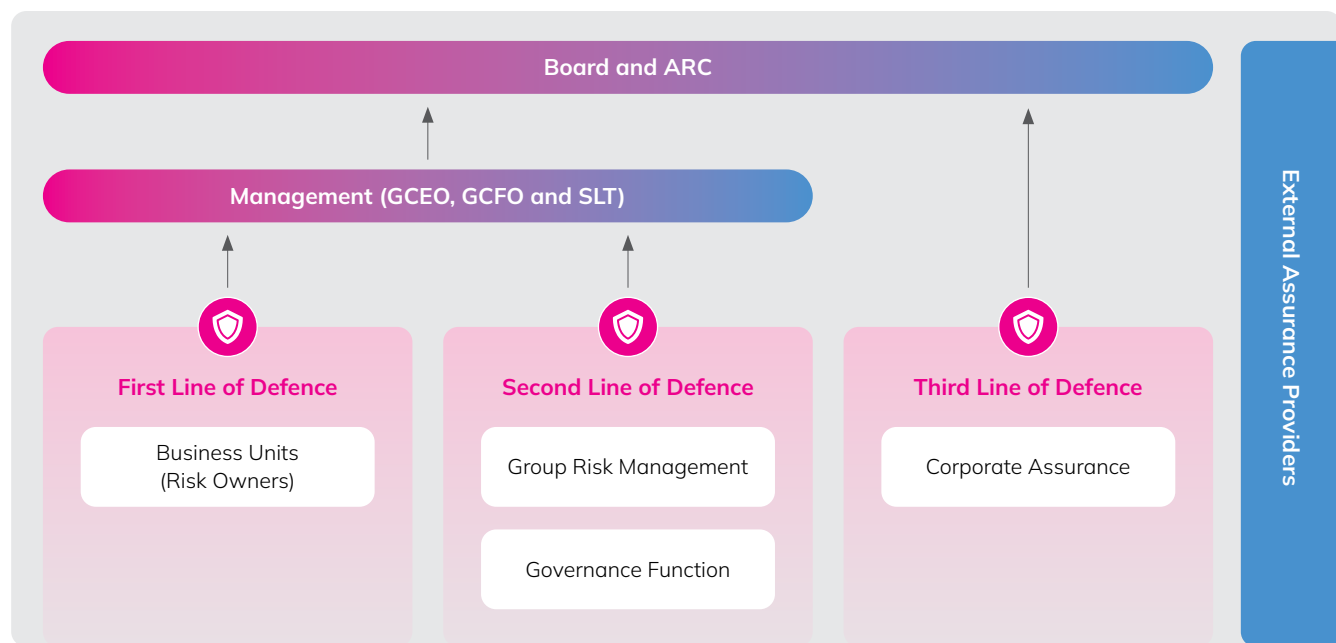 Board and ARC
Management (GCEO, GCFO and SLT)
First Line of Defence
Business Units
(Risk Owners)
Second Line of Defence
Group Risk Management
Governance Function
Third Line of Defence
Corporate Assurance
External Assurance Providers